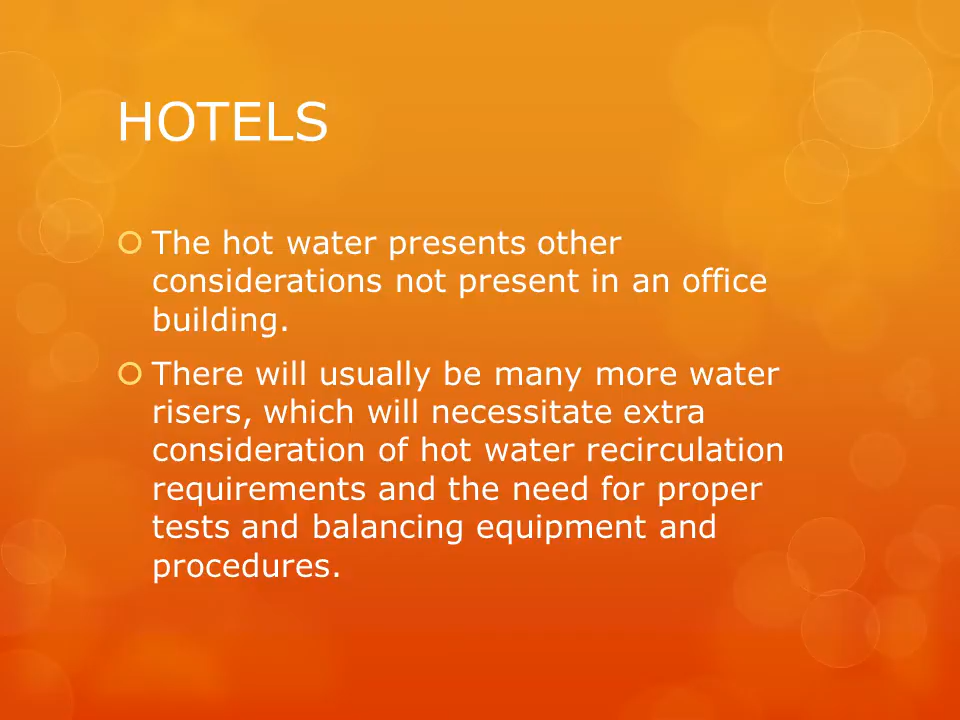 HOTELS
The hot water presents other
considerations not present in an office
building.
There will usually be many more water
risers, which will necessitate extra
consideration of hot water recirculation
requirements and the need for proper
tests and balancing equipment and
procedures.